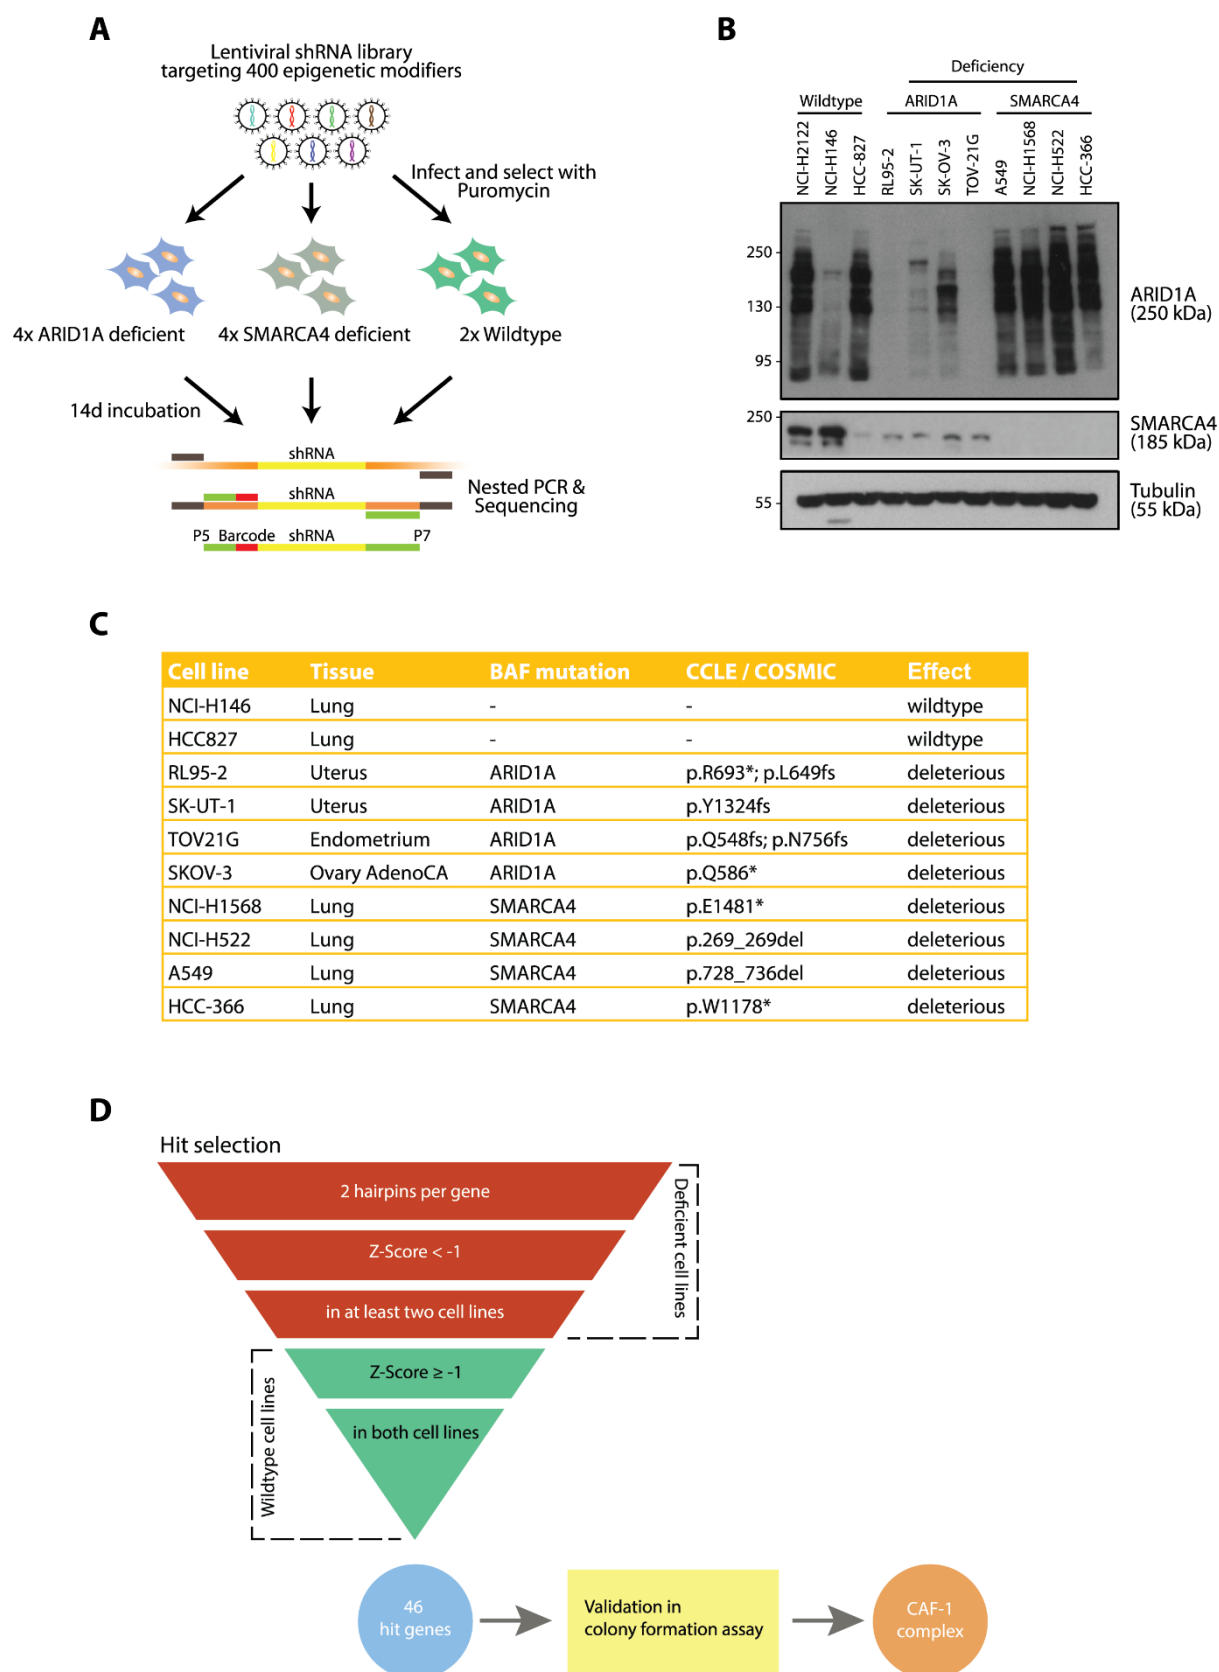 A
Lentiviral shRNA library
targeting 400 epigenetic modifiers
Infect and select with
Puromycin
4x ARID1A deficient
4x SMARCA4 deficient
2x Wildtype
14d incubation
shRNA
shRNA
Nested PCR &
Sequencing
P5 Barcode shRNA P7
B
Deficiency
Wildtype ARID1A SMARCA4
NCI-H2122
NCI-H146
HCC-827
RL95-2
SK-UT-1
SK-OV-3
TOV-21G
A549
NCI-H1568
NCI-H522
HCC-366
250
130
95
ARID1A
(250 kDa)
250
SMARCA4
(185 kDa)
55
Tubulin
(55 kDa)
C
Cell line Tissue BAF mutation CCLE / COSMIC Effect
NCI-H146 Lung - - wildtype
HCC827 Lung - - wildtype
RL95-2 Uterus ARID1A p.R693*; p.L649fs deleterious
SK-UT-1 Uterus ARID1A p.Y1324fs deleterious
TOV21G Endometrium ARID1A p.Q548fs; p.N756fs deleterious
SKOV-3 Ovary AdenoCA ARID1A p.Q586* deleterious
NCI-H1568 Lung SMARCA4 p.E1481* deleterious
NCI-H522 Lung SMARCA4 p.269_269del deleterious
A549 Lung SMARCA4 p.728_736del deleterious
HCC-366 Lung SMARCA4 p.W1178* deleterious
D
Hit selection
2 hairpins per gene
Z-Score < -1
in at least two cell lines
Deficient cell lines
Z-Score ≥ -1
in both cell lines
Wildtype cell lines
46
hit genes
Validation in
colony formation assay
CAF-1
complex